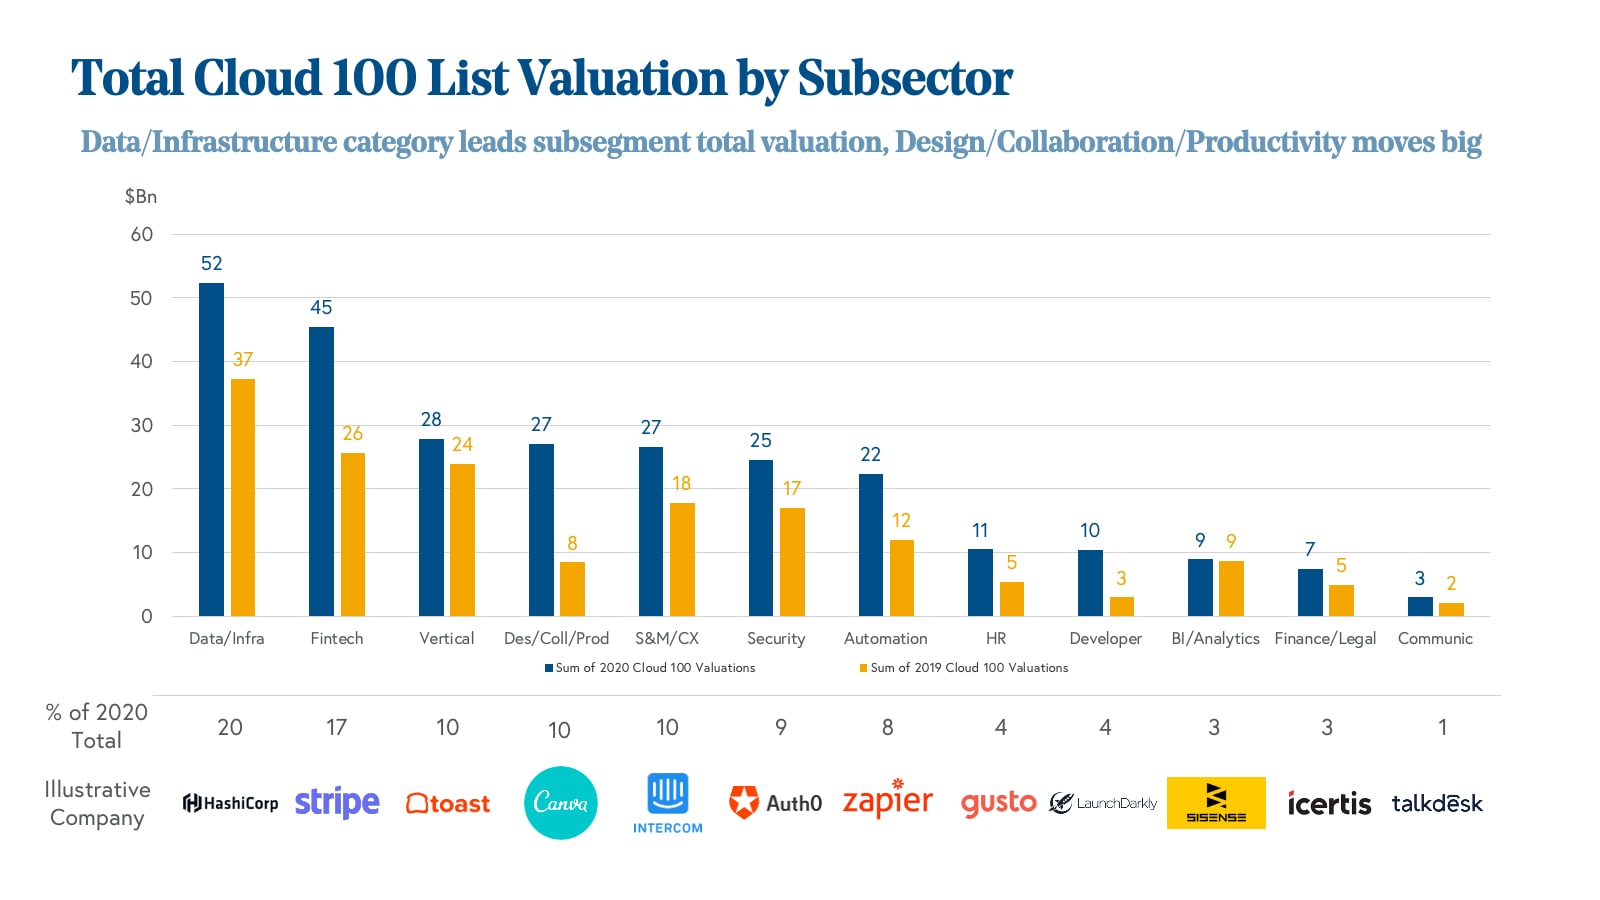 Total Cloud 100 List Valuation by Subsector
Data/Infrastructure category leads subsegment total valuation, Design/Collaboration/Productivity moves big
$Bn
60
50
40
30
20
10
0
52
37
45
26
28
24
27
8
27
18
25
17
22
12
11
5
10
3
9
9
7
5
3
2
Data/Infra Fintech Vertical Des/Coll/Prod S&M/CX Security Automation HR Developer BI/Analytics Finance/Legal Communic
Sum of 2020 Cloud 100 Valuations Sum of 2019 Cloud 100 Valuations
% of 2020
Total
20 17 10 10 10 9 8 4 4 3 3 1
Illustrative
Company
HashiCorp stripe toast Canva INTERCOM Auth0 zapier gusto LaunchDarkly SISENSE icertis talkdesk